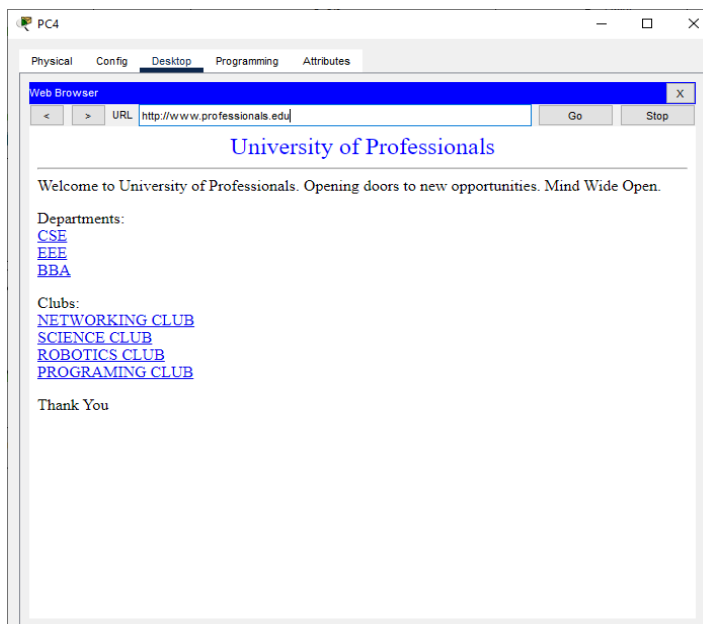 PC4
Physical Config Desktop Programming Attributes
Web Browser X
< > URL http://www.professionals.edu Go Stop
University of Professionals
Welcome to University of Professionals. Opening doors to new opportunities. Mind Wide Open.
Departments:
CSE
EEE
BBA
Clubs:
NETWORKING CLUB
SCIENCE CLUB
ROBOTICS CLUB
PROGRAMING CLUB
Thank You